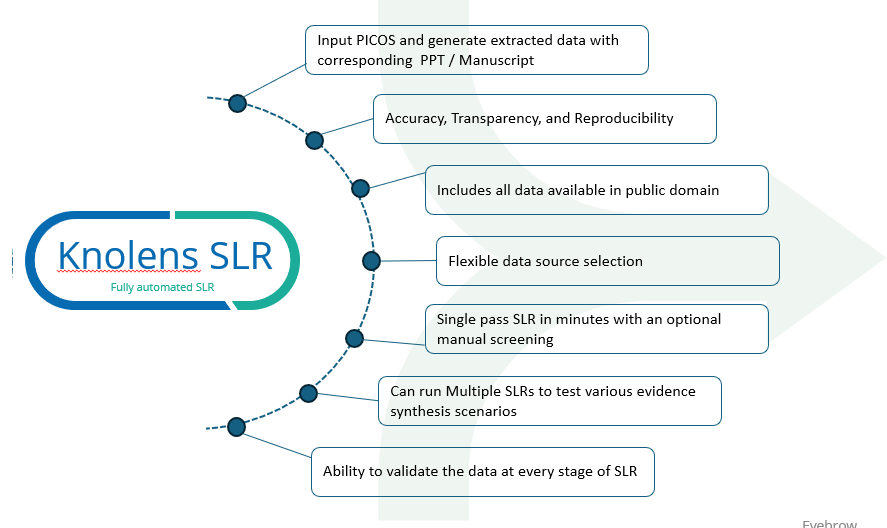 Input PICOS and generate extracted data with
corresponding PPT / Manuscript
Accuracy, Transparency, and Reproducibility
Includes all data available in public domain
Knolens SLR
Fully automated SLR
Flexible data source selection
Single pass SLR in minutes with an optional
manual screening
Can run Multiple SLRs to test various evidence
synthesis scenarios
Ability to validate the data at every stage of SLR
Eyebrow